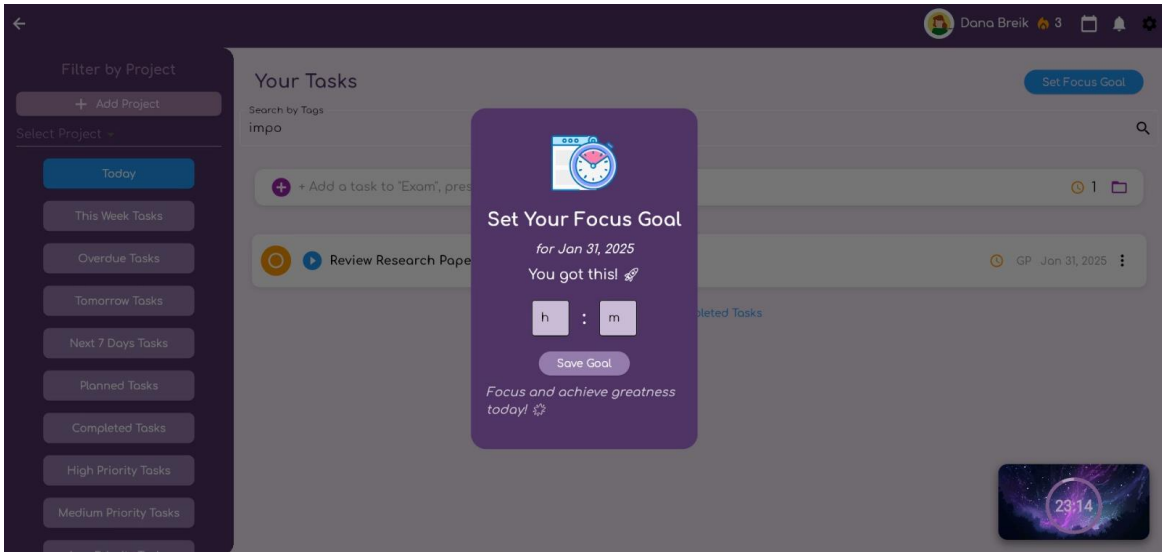 Dana Breik 3
Filter by Project
+ Add Project
Select Project
Today
This Week Tasks
Overdue Tasks
Tomorrow Tasks
Next 7 Days Tasks
Planned Tasks
Completed Tasks
High Priority Tasks
Medium Priority Tasks
Your Tasks
Set Focus Goal
Search by Tags
impo
+ Add a task to "Exam", pres
1
Review Research Pape
GP Jan 31, 2025
pleted Tasks
Set Your Focus Goal
for Jan 31, 2025
You got this! 🚀
h : m
Save Goal
Focus and achieve greatness
today!
23:14